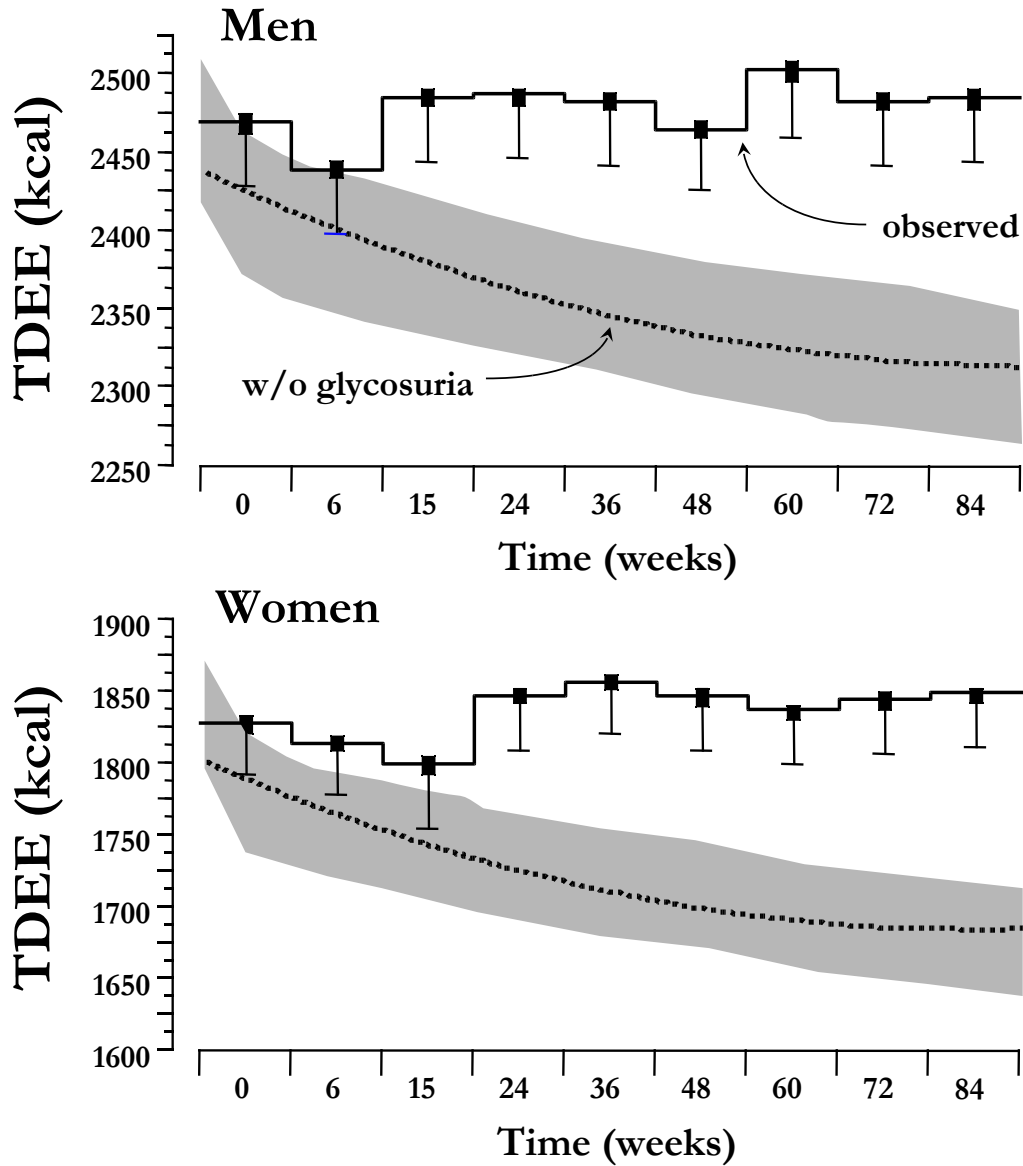 Men
TDEE (kcal)
2500
2450
2400
2350
2300
2250
observed
w/o glycosuria
0 6 15 24 36 48 60 72 84
Time (weeks)
Women
TDEE (kcal)
1900
1850
1800
1750
1700
1650
1600
0 6 15 24 36 48 60 72 84
Time (weeks)